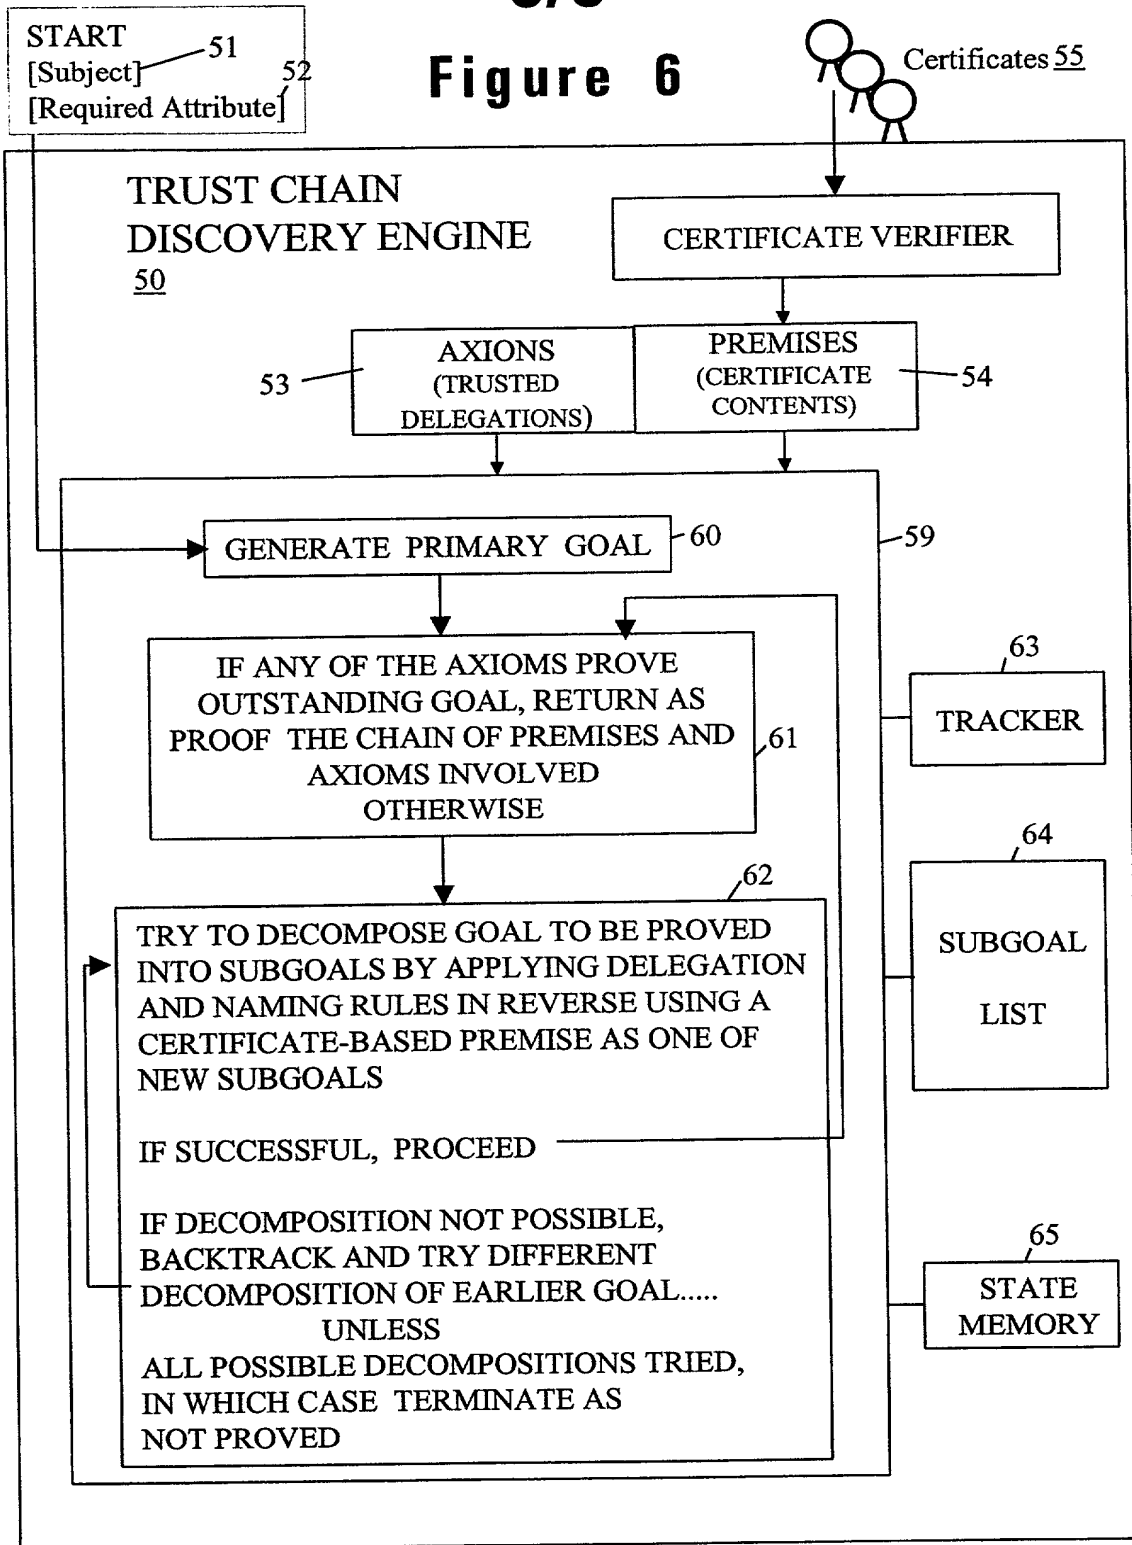 Figure 6
START
[Subject]
51
[Required Attribute]
52
Certificates 55
TRUST CHAIN
DISCOVERY ENGINE
50
CERTIFICATE VERIFIER
AXIONS
(TRUSTED
DELEGATIONS)
53
PREMISES
(CERTIFICATE
CONTENTS)
54
GENERATE PRIMARY GOAL
60
59
IF ANY OF THE AXIOMS PROVE
OUTSTANDING GOAL, RETURN AS
PROOF THE CHAIN OF PREMISES AND
AXIOMS INVOLVED
OTHERWISE
61
63
TRACKER
62
TRY TO DECOMPOSE GOAL TO BE PROVED
INTO SUBGOALS BY APPLYING DELEGATION
AND NAMING RULES IN REVERSE USING A
CERTIFICATE-BASED PREMISE AS ONE OF
NEW SUBGOALS
IF SUCCESSFUL, PROCEED
IF DECOMPOSITION NOT POSSIBLE,
BACKTRACK AND TRY DIFFERENT
DECOMPOSITION OF EARLIER GOAL.....
UNLESS
ALL POSSIBLE DECOMPOSITIONS TRIED,
IN WHICH CASE TERMINATE AS
NOT PROVED
64
SUBGOAL
LIST
65
STATE
MEMORY